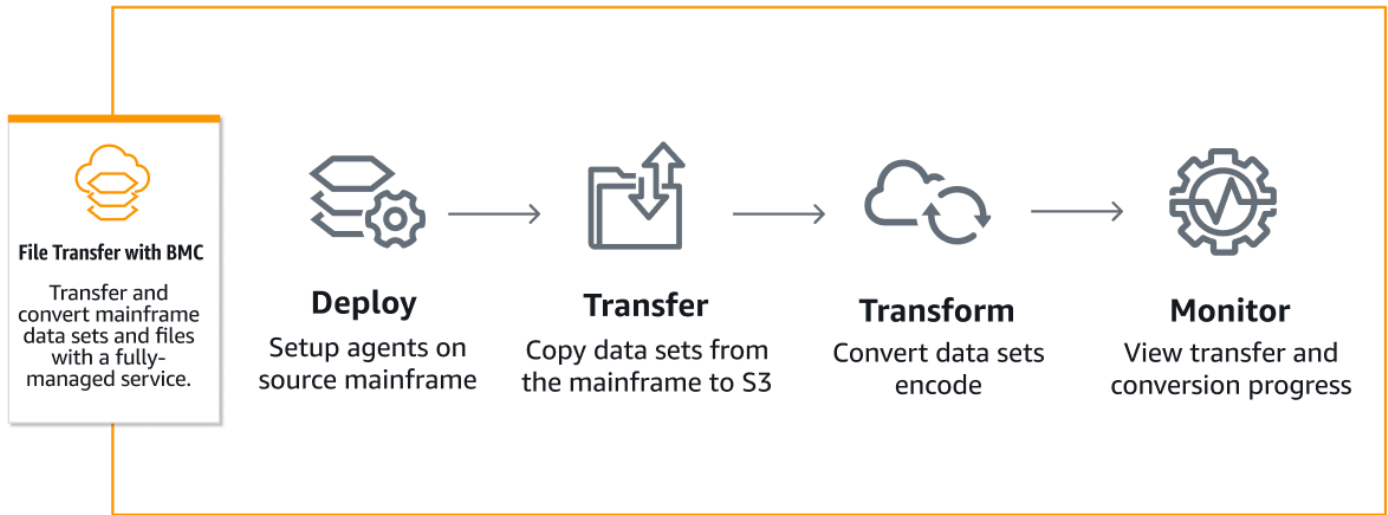 File Transfer with BMC
Transfer and
convert mainframe
data sets and files
with a fully-
managed service.
Deploy
Setup agents on
source mainframe
Transfer
Copy data sets from
the mainframe to S3
Transform
Convert data sets
encode
Monitor
View transfer and
conversion progress